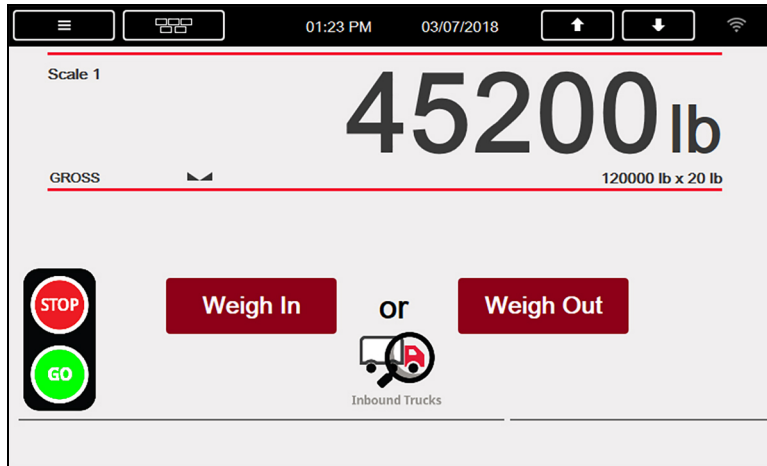 01:23 PM 03/07/2018
Scale 1
45200 lb
GROSS 120000 lb x 20 lb
STOP
Weigh In or Weigh Out
GO
Inbound Trucks